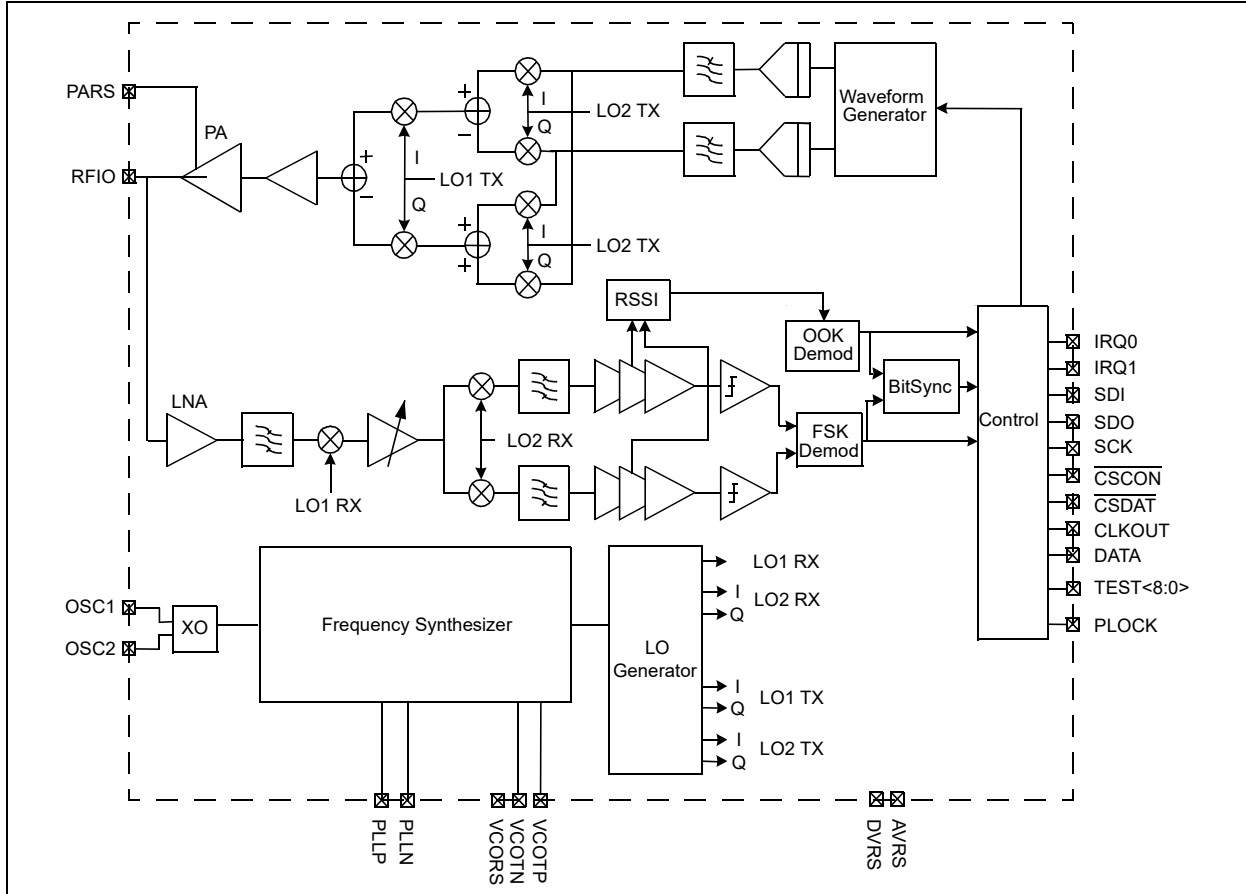 PARS
PA
RFIO
+
−
I
LO1 TX
Q
+
−
I
LO2 TX
Q
+
+
I
LO2 TX
Q
Waveform
Generator
RSSI
OOK
Demod
BitSync
FSK
Demod
Control
LNA
LO1 RX
LO2 RX
IRQ0
IRQ1
SDI
SDO
SCK
CSCON
CSDAT
CLKOUT
DATA
TEST<8:0>
PLOCK
OSC1
OSC2
XO
Frequency Synthesizer
LO
Generator
LO1 RX
I
LO2 RX
Q
I
LO1 TX
Q
I
LO2 TX
Q
PLLP
PLLN
VCORS
VCOTN
VCOTP
DVRS
AVRS